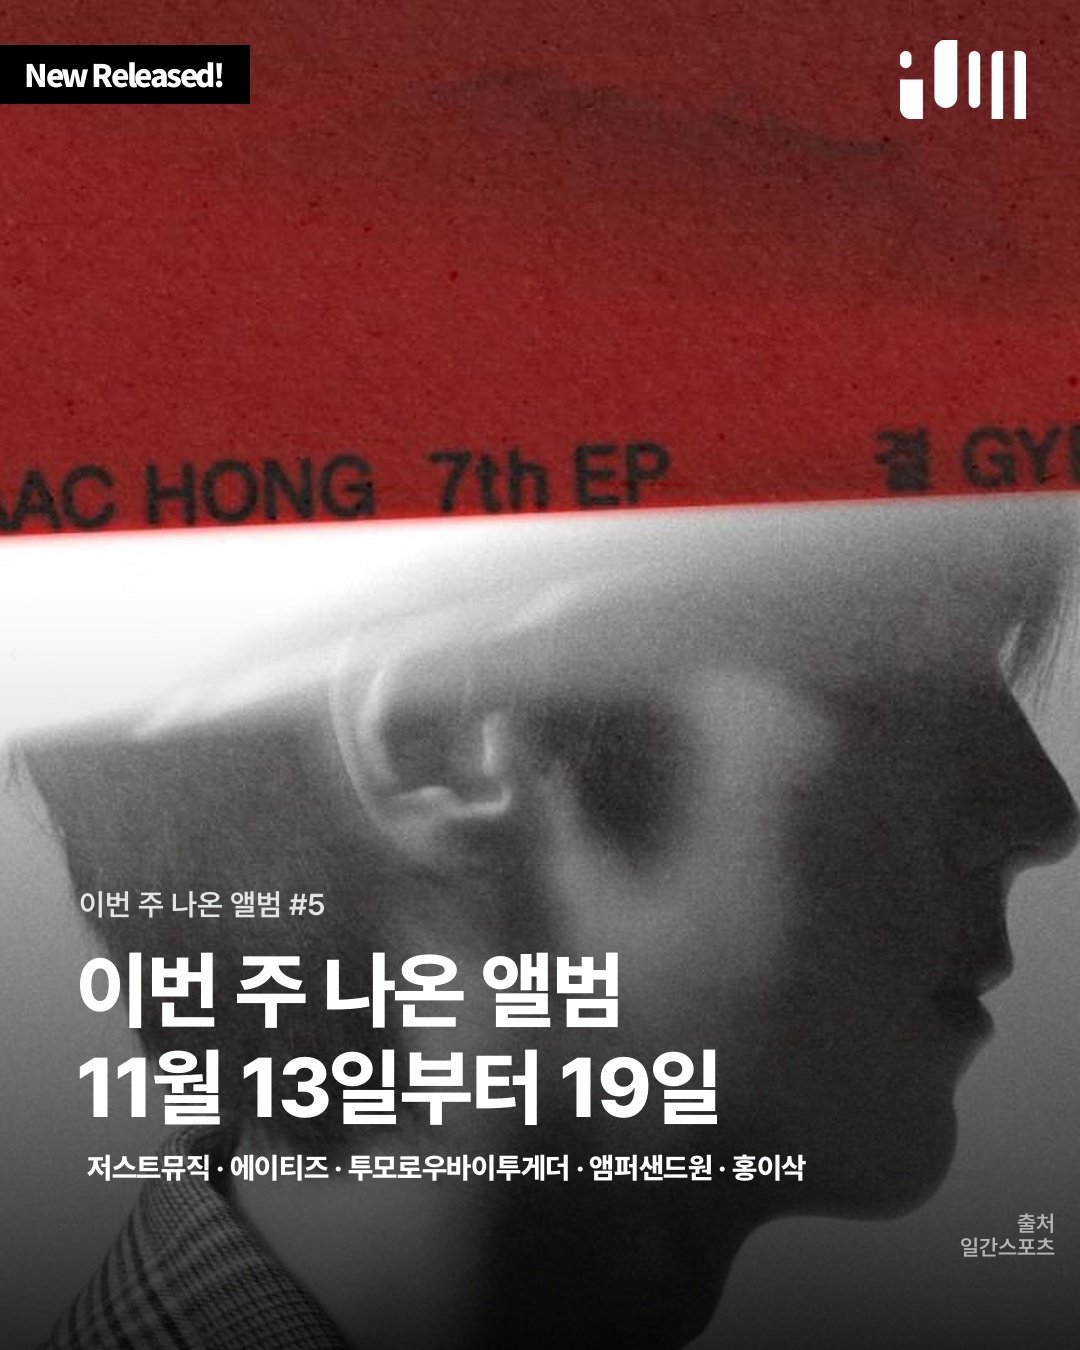 New Released!
AAC HONG 7th EP 결 GYE
이번 주 나온 앨범 #5
이번 주 나온 앨범
11월 13일부터 19일
저스트뮤직 · 에이티즈 · 투모로우바이투게더 · 앰퍼샌드원 · 홍이삭
출처
일간스포츠